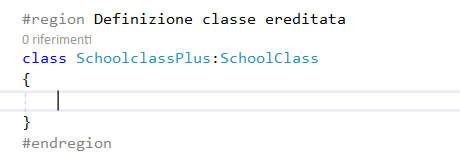 #region Definizione classe ereditata
0 riferimenti
class SchoolclassPlus:SchoolClass
{
}
#endregion